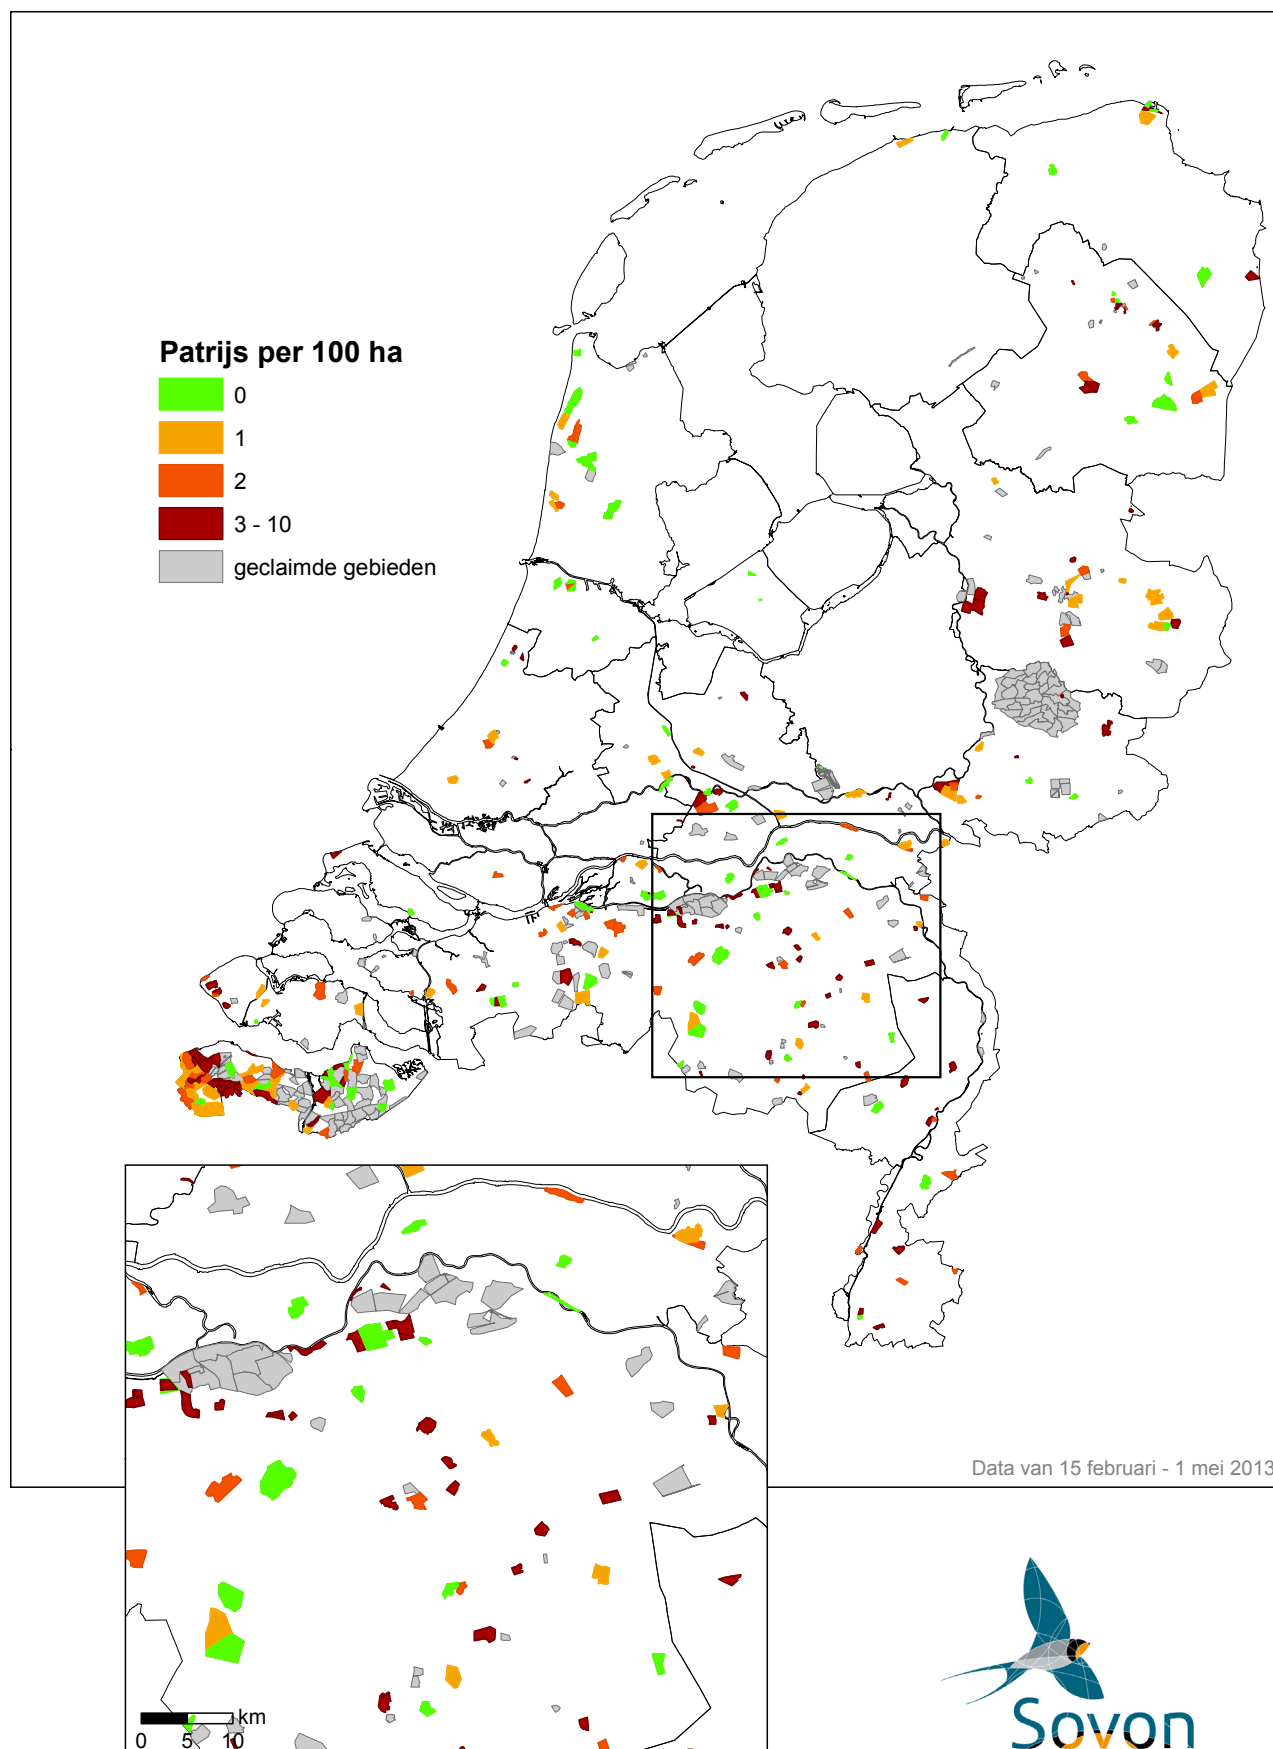 Patrijs per 100 ha
0
1
2
3 - 10
geclaimde gebieden
Data van 15 februari - 1 mei 2013
km
0 5 10
Sovon